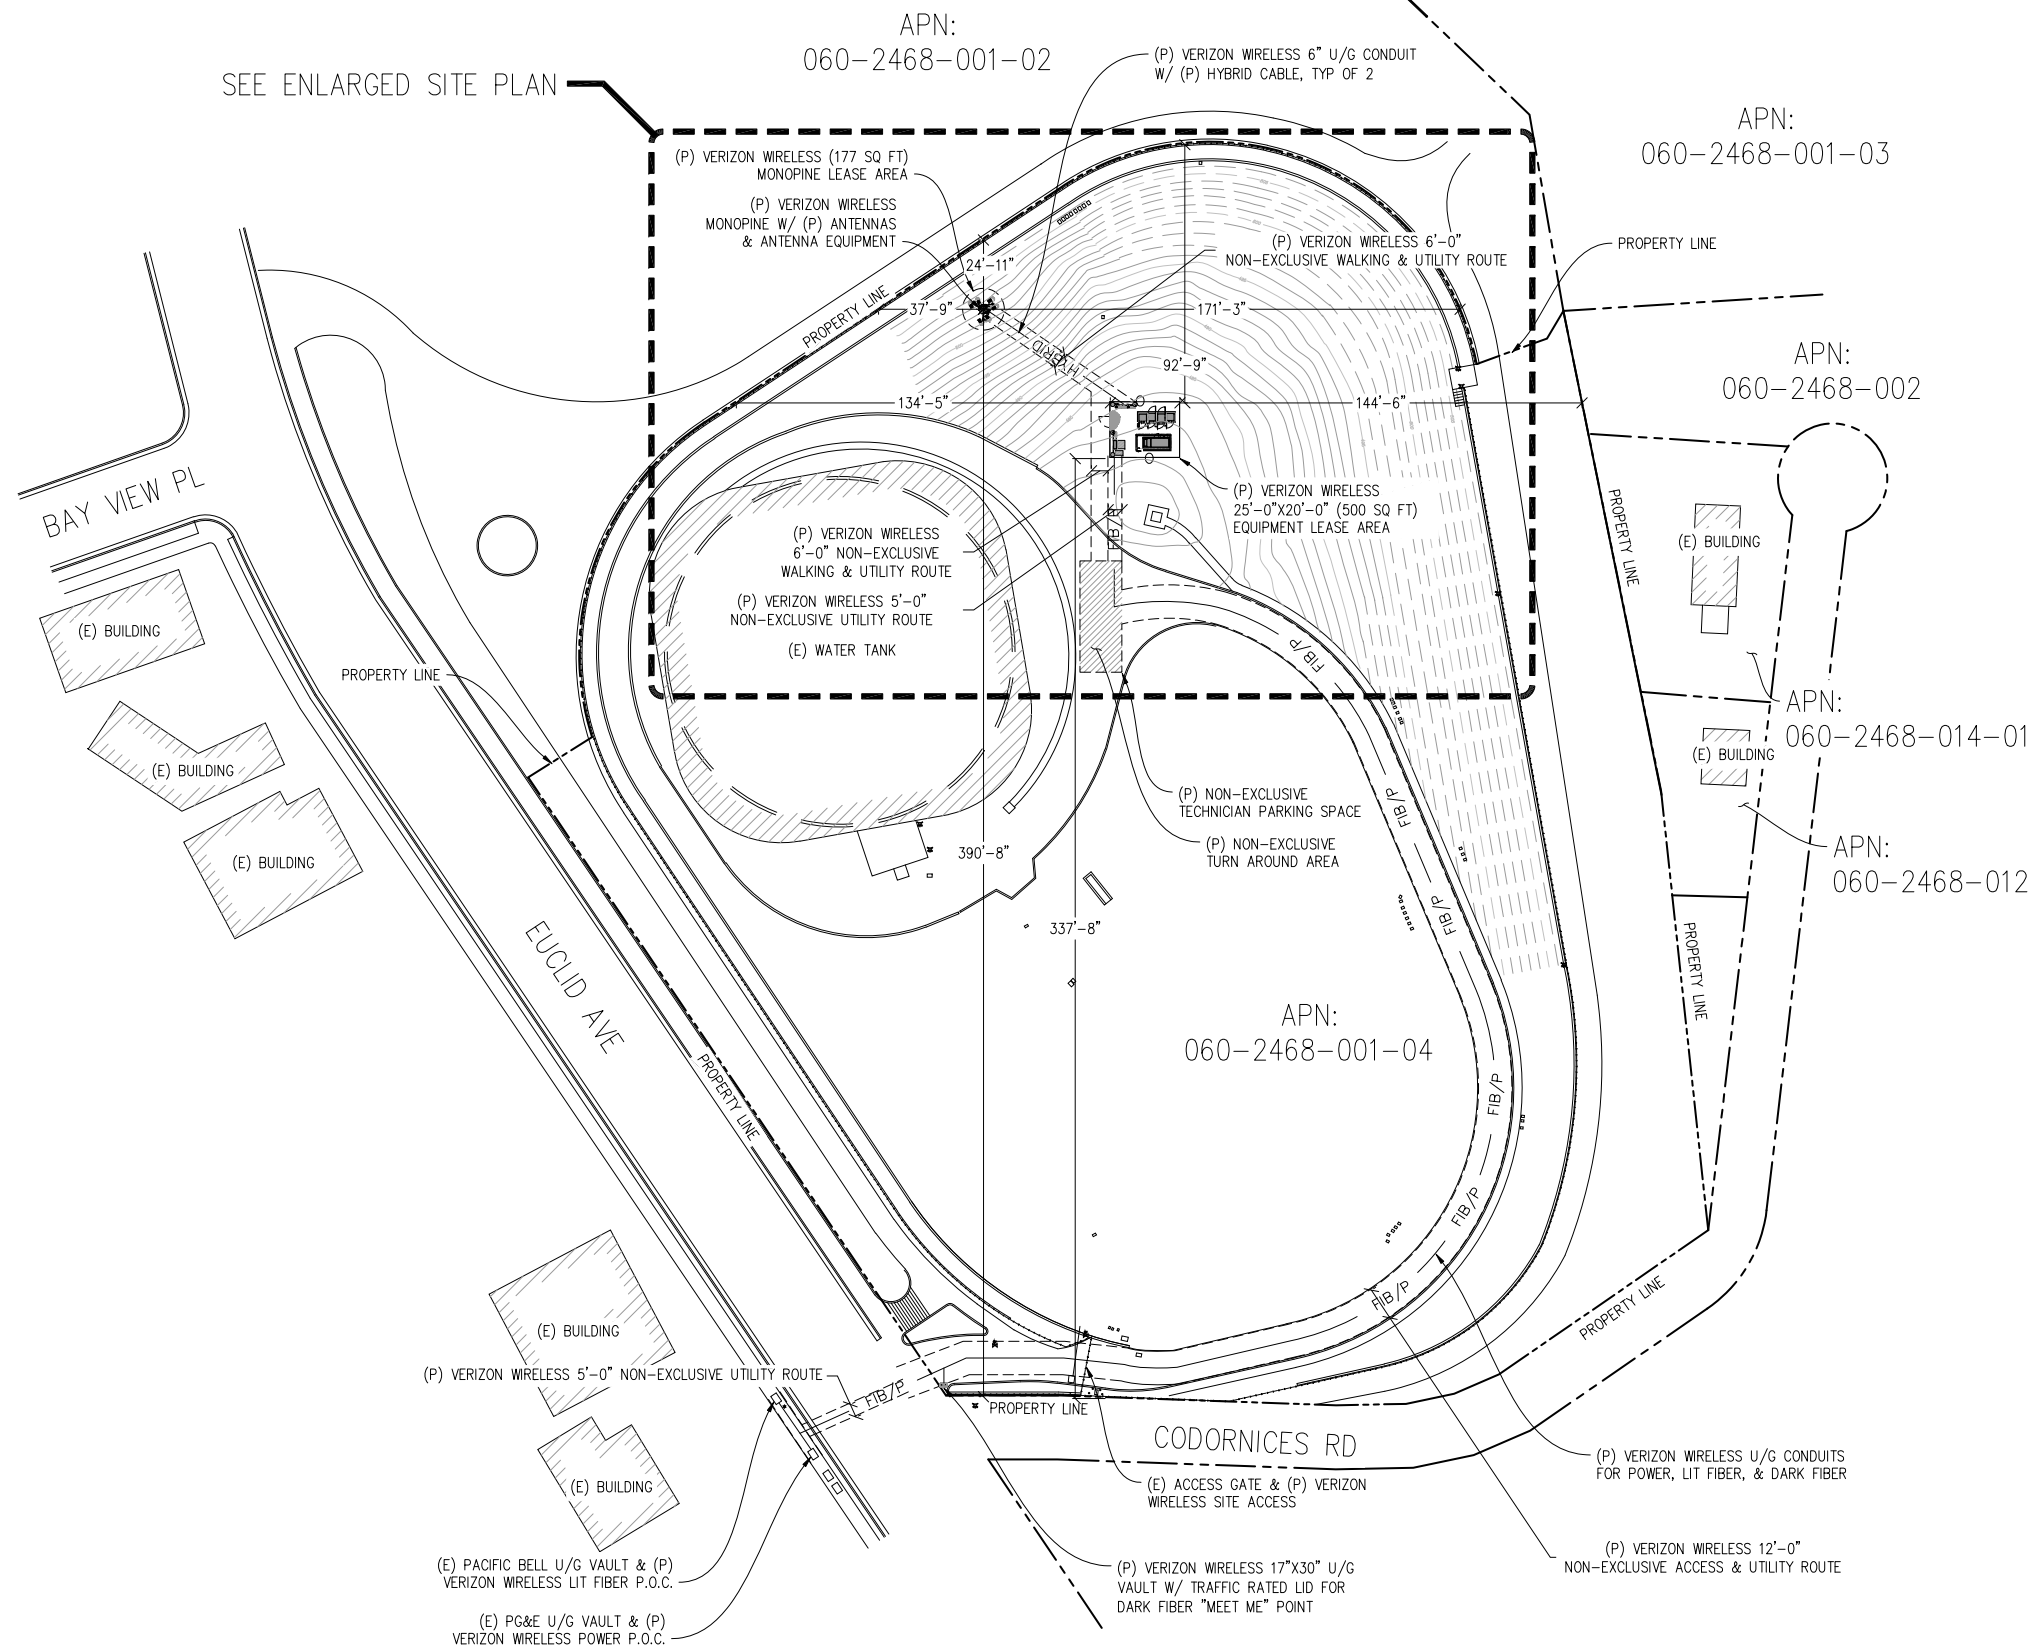 APN:
060-2468-001-02
SEE ENLARGED SITE PLAN
(P) VERIZON WIRELESS 6" U/G CONDUIT
W/ (P) HYBRID CABLE, TYP OF 2
APN:
060-2468-001-03
(P) VERIZON WIRELESS (177 SQ FT)
MONOPINE LEASE AREA
(P) VERIZON WIRELESS
MONOPINE W/ (P) ANTENNAS
& ANTENNA EQUIPMENT
(P) VERIZON WIRELESS 6'-0"
NON-EXCLUSIVE WALKING & UTILITY ROUTE
PROPERTY LINE
24'-11"
37'-9"
171'-3"
PROPERTY LINE
HYBRID
92'-9"
134'-5"
144'-6"
APN:
060-2468-002
BAY VIEW PL
(P) VERIZON WIRELESS
25'-0"X20'-0" (500 SQ FT)
EQUIPMENT LEASE AREA
PROPERTY LINE
(E) BUILDING
(P) VERIZON WIRELESS
6'-0" NON-EXCLUSIVE
WALKING & UTILITY ROUTE
FIB/P
(P) VERIZON WIRELESS 5'-0"
NON-EXCLUSIVE UTILITY ROUTE
(E) WATER TANK
(E) BUILDING
FIB/P
PROPERTY LINE
APN:
060-2468-014-01
(E) BUILDING
(E) BUILDING
(P) NON-EXCLUSIVE
TECHNICIAN PARKING SPACE
FIB/P
(P) NON-EXCLUSIVE
TURN AROUND AREA
APN:
060-2468-012
(E) BUILDING
390'-8"
337'-8"
FIB/P
EUCLID AVE
PROPERTY LINE
APN:
060-2468-001-04
PROPERTY LINE
FIB/P
FIB/P
FIB/P
PROPERTY LINE
(E) BUILDING
(P) VERIZON WIRELESS 5'-0" NON-EXCLUSIVE UTILITY ROUTE
FIB/P
PROPERTY LINE
CODORNICES RD
(E) BUILDING
(E) ACCESS GATE & (P) VERIZON
WIRELESS SITE ACCESS
(P) VERIZON WIRELESS U/G CONDUITS
FOR POWER, LIT FIBER, & DARK FIBER
(E) PACIFIC BELL U/G VAULT & (P)
VERIZON WIRELESS LIT FIBER P.O.C.
(P) VERIZON WIRELESS 17"X30" U/G
VAULT W/ TRAFFIC RATED LID FOR
DARK FIBER "MEET ME" POINT
(P) VERIZON WIRELESS 12'-0"
NON-EXCLUSIVE ACCESS & UTILITY ROUTE
(E) PG&E U/G VAULT & (P)
VERIZON WIRELESS POWER P.O.C.